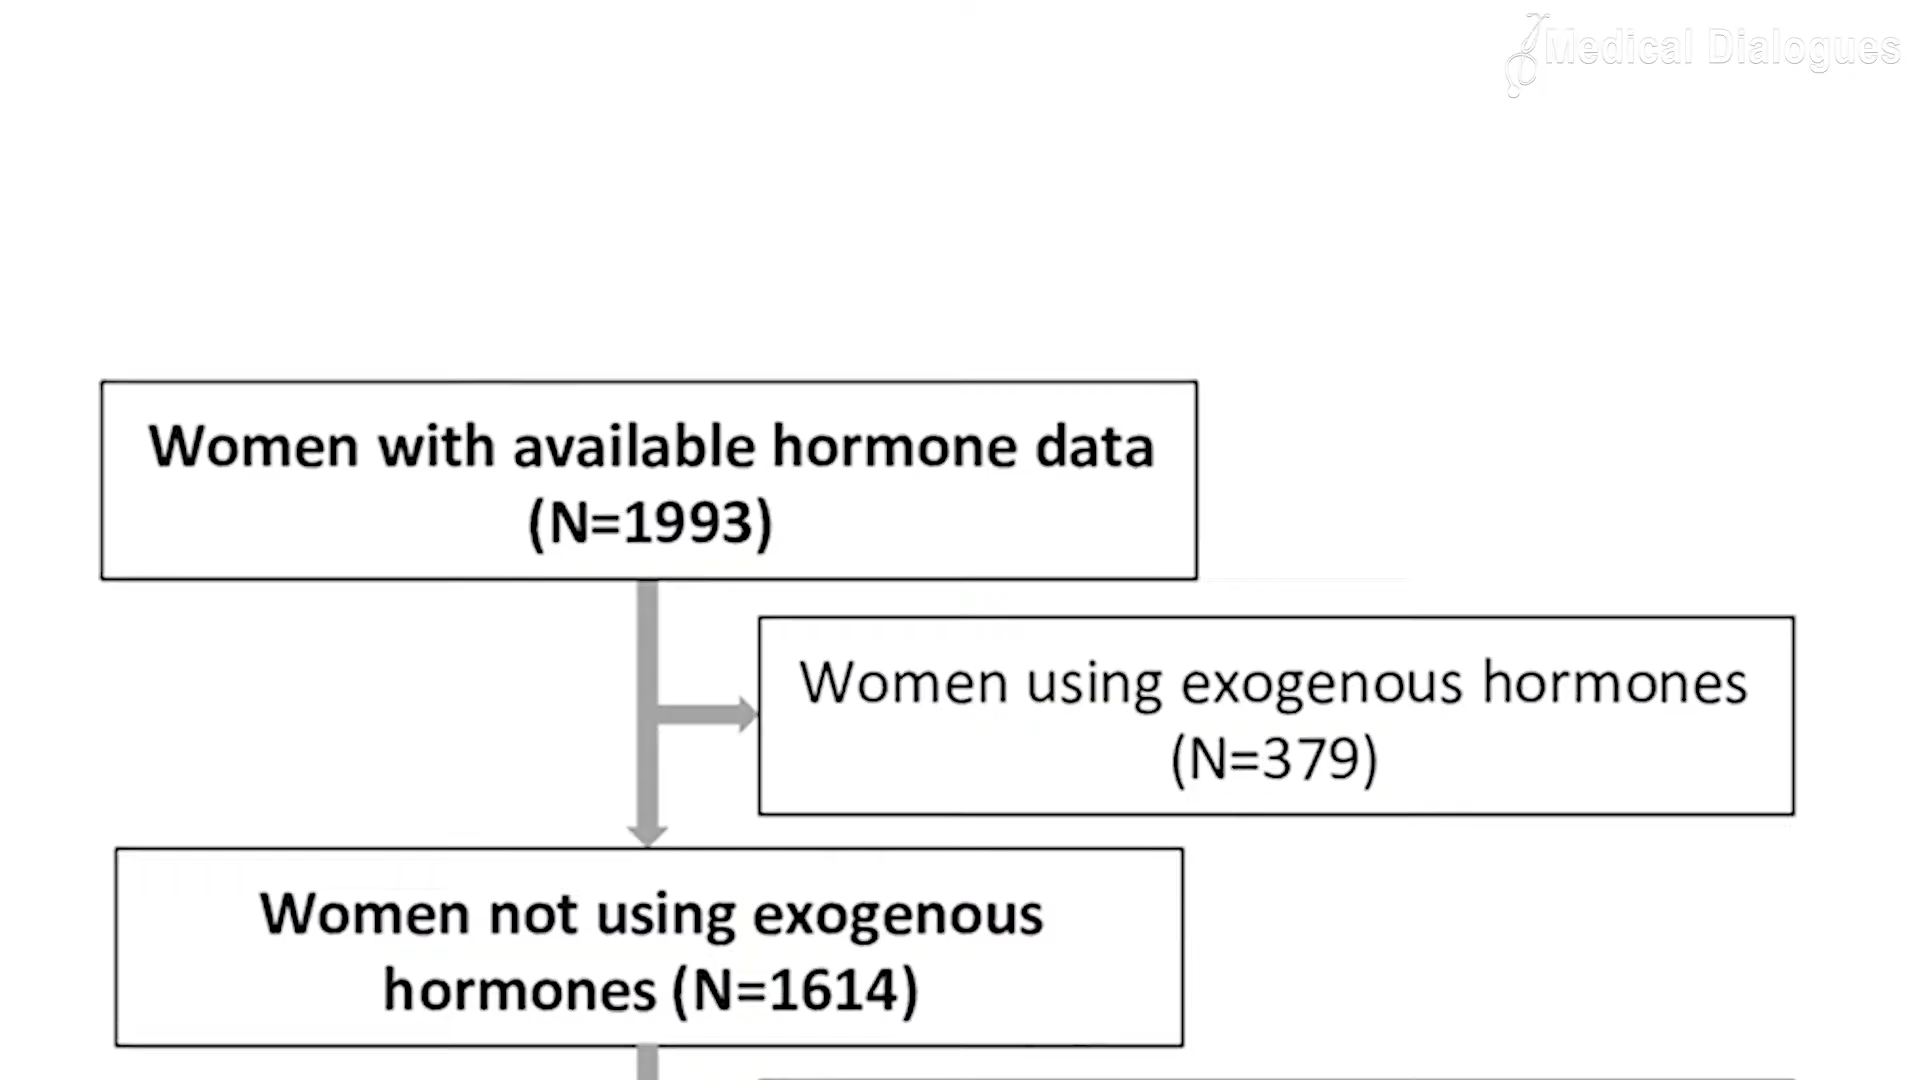 Medical Dialogues
Women with available hormone data
(N=1993)
Women using exogenous hormones
(N=379)
Women not using exogenous
hormones (N=1614)